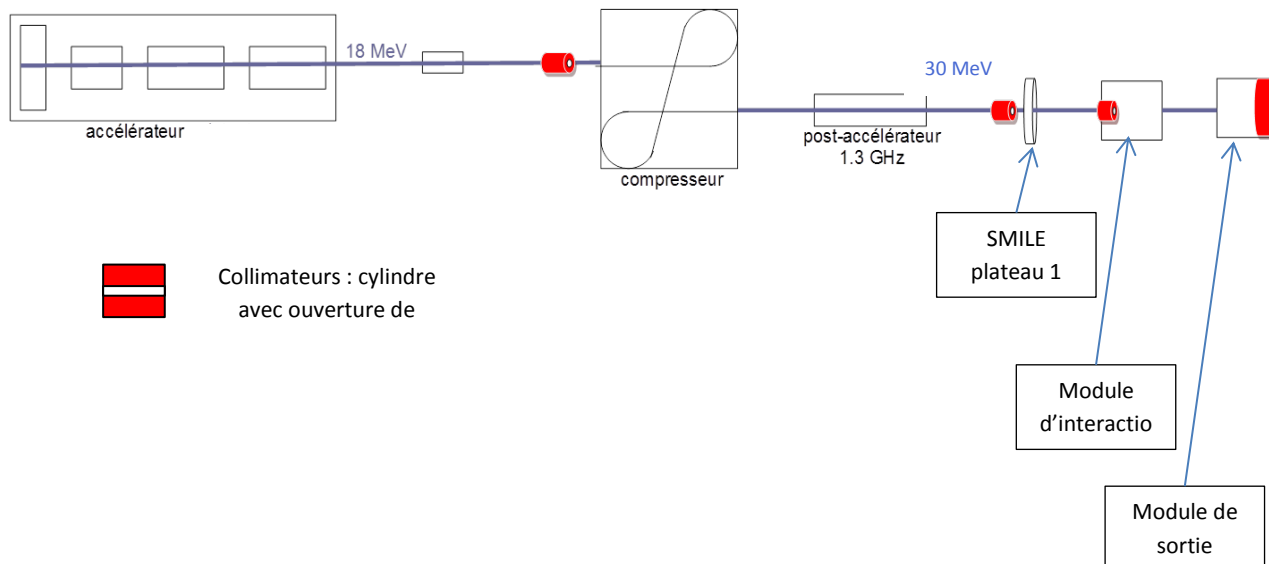 18 MeV
accélérateur
compresseur
30 MeV
post-accélérateur
1.3 GHz
SMILE
plateau 1
Collimateurs : cylindre
avec ouverture de
Module
d'interactio
Module de
sortie